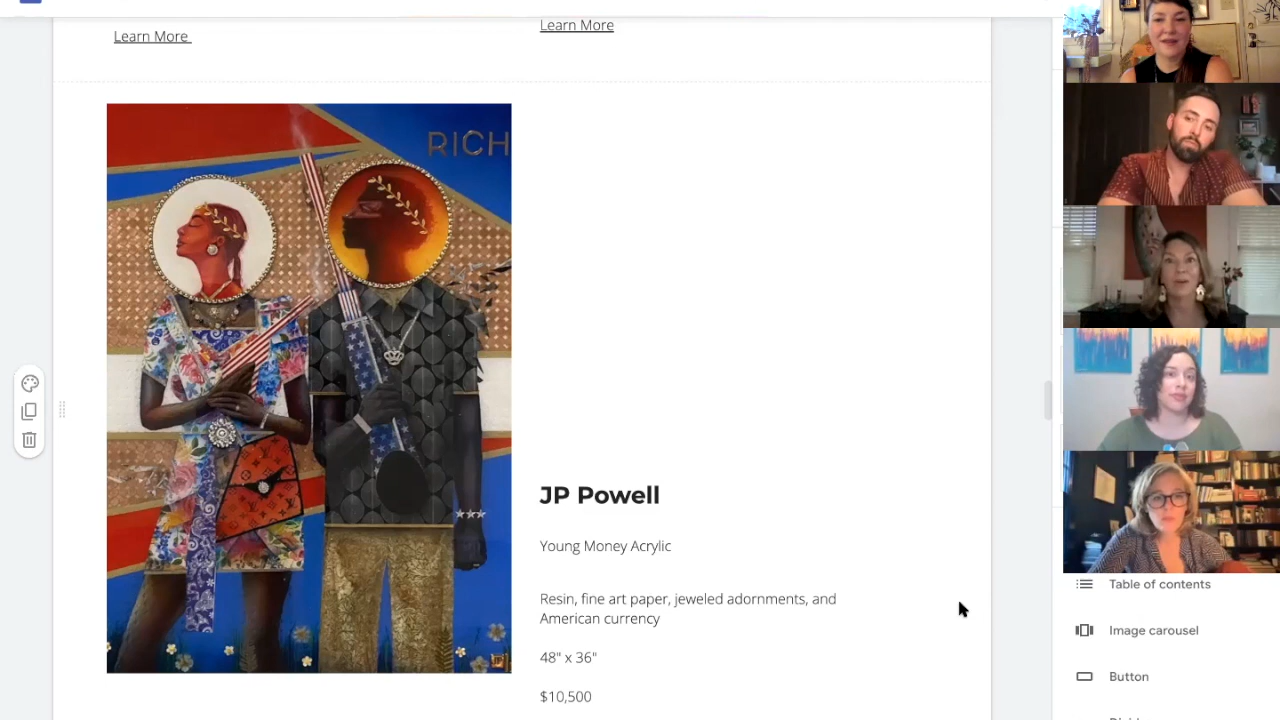 Learn More
Learn More
RICH
JP Powell
Young Money Acrylic
Resin, fine art paper, jeweled adornments, and
American currency
48" x 36"
$10,500
Table of contents
Image carousel
Button